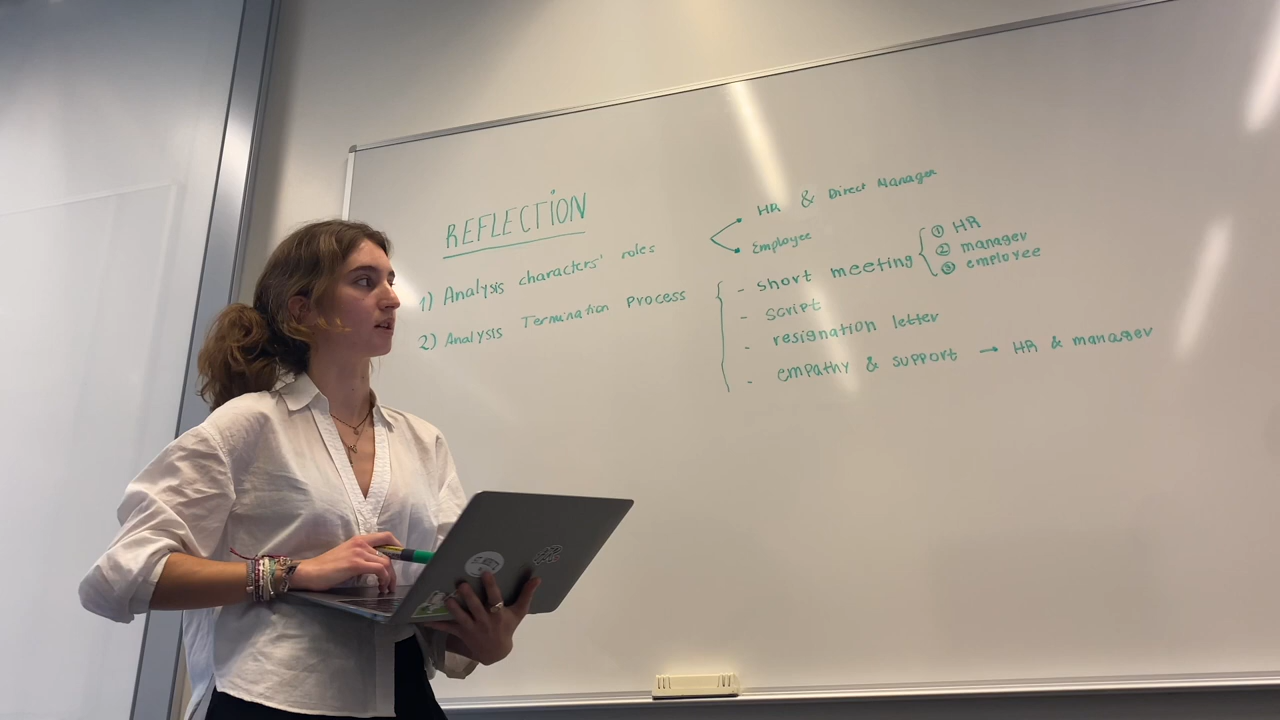 REFLECTION
1) Analysis characters' roles
2) Analysis Termination Process
HR & Direct Manager
Employee
- short meeting
① HR
② manager
③ employee
- script
- resignation letter
- empathy & support → HR & manager